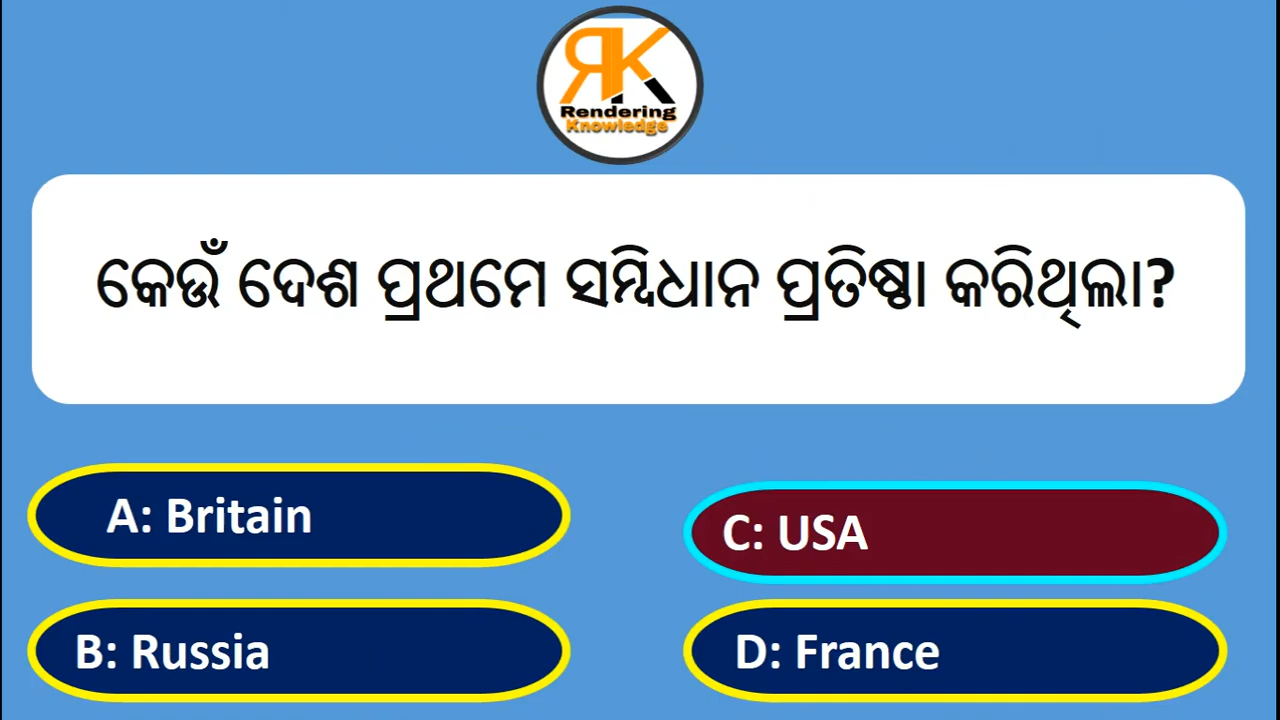 RK
Rendering
Knowledge
କେଉଁ ଦେଶ ପ୍ରଥମେ ସମ୍ବିଧାନ ପ୍ରତିଷ୍ଠା କରିଥିଲା?
A: Britain
C: USA
B: Russia
D: France